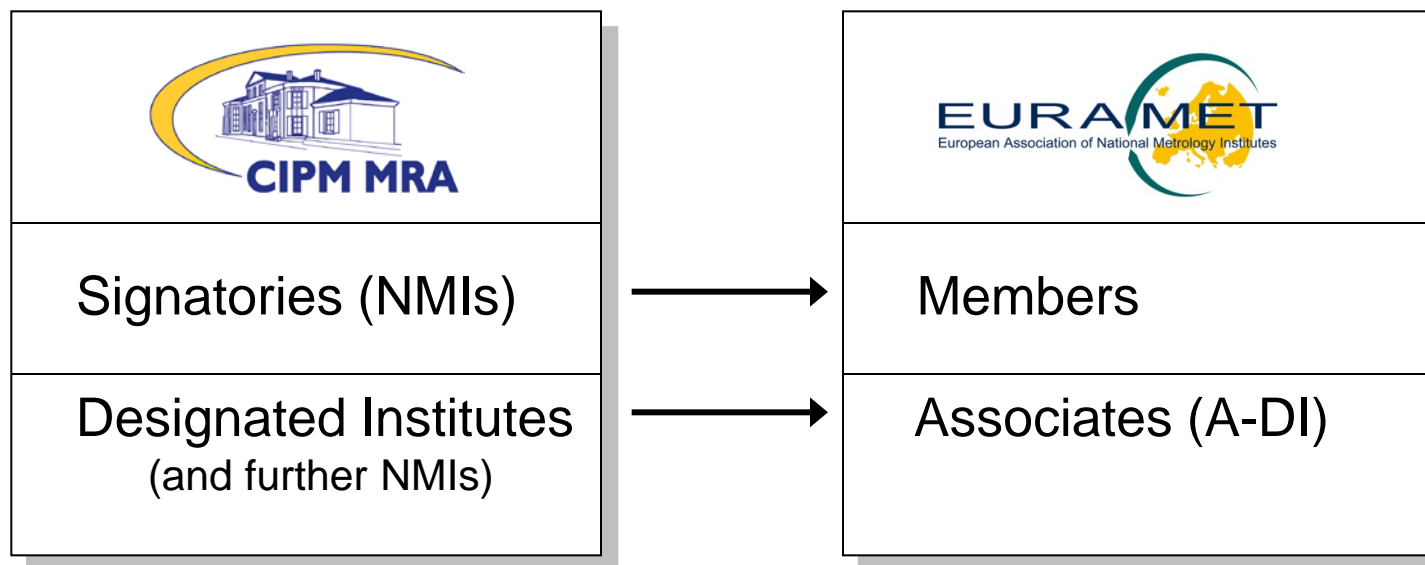 CIPM MRA
EURAMET
European Association of National Metrology Institutes
Signatories (NMIs)
Members
Designated Institutes
(and further NMIs)
Associates (A-DI)